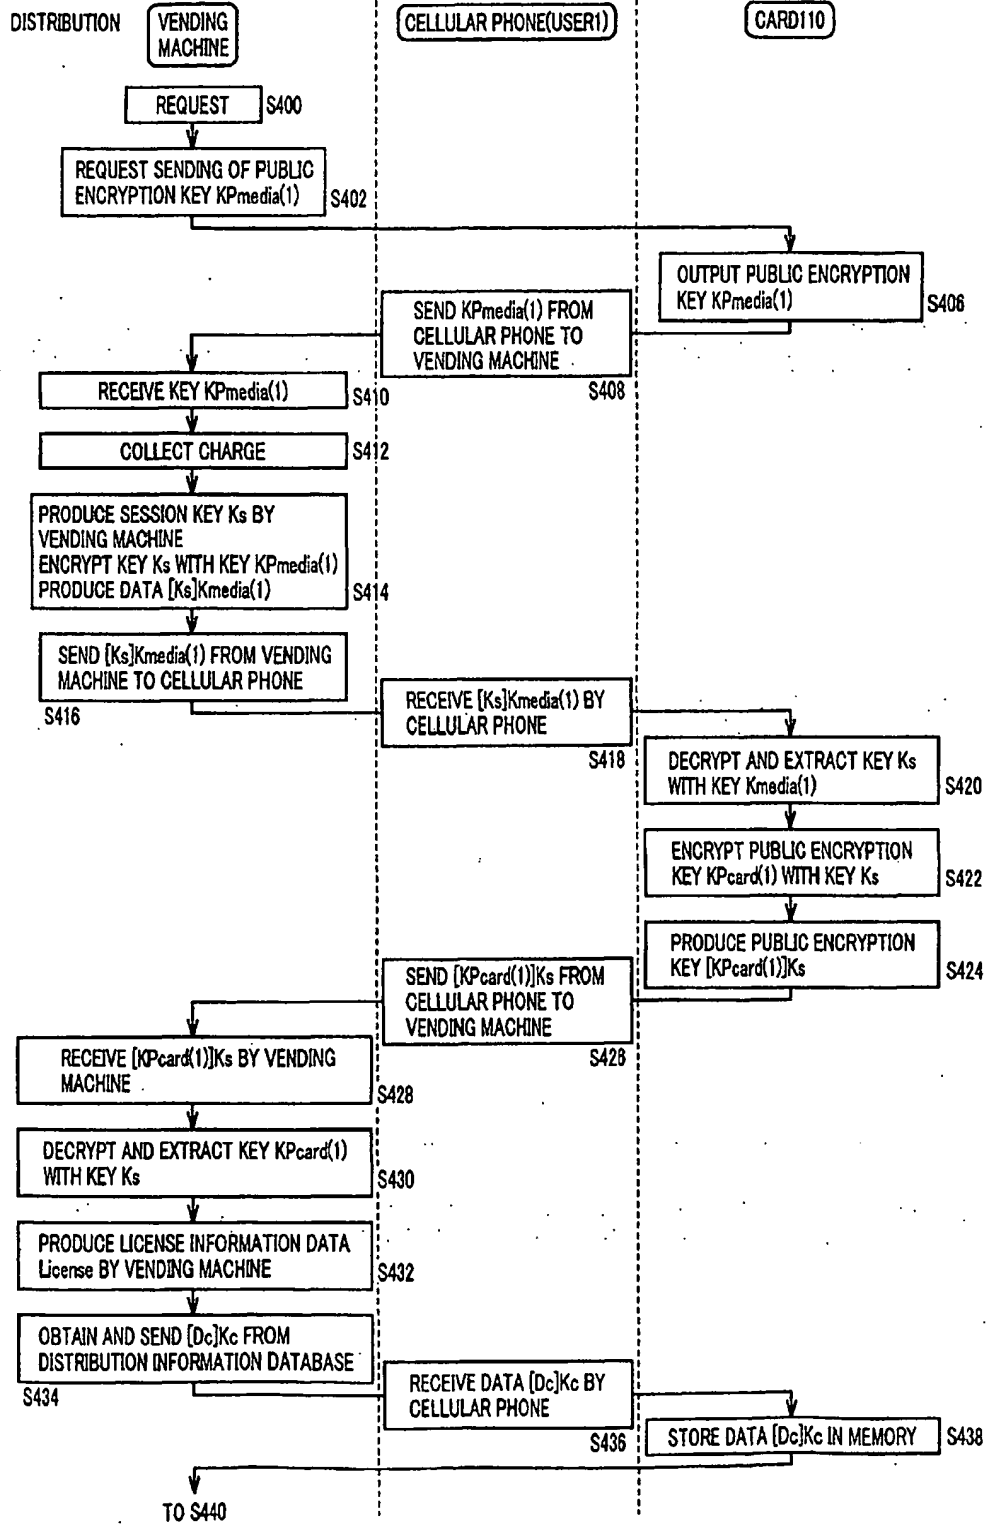 DISTRIBUTION
VENDING
MACHINE
CELLULAR PHONE(USER1)
CARD110
REQUEST
S400
REQUEST SENDING OF PUBLIC
ENCRYPTION KEY KPmedia(1)
S402
OUTPUT PUBLIC ENCRYPTION
KEY KPmedia(1)
S406
SEND KPmedia(1) FROM
CELLULAR PHONE TO
VENDING MACHINE
S408
RECEIVE KEY KPmedia(1)
S410
COLLECT CHARGE
S412
PRODUCE SESSION KEY Ks BY
VENDING MACHINE
ENCRYPT KEY Ks WITH KEY KPmedia(1)
PRODUCE DATA [Ks]Kmedia(1)
S414
SEND [Ks]Kmedia(1) FROM VENDING
MACHINE TO CELLULAR PHONE
S416
RECEIVE [Ks]Kmedia(1) BY
CELLULAR PHONE
S418
DECRYPT AND EXTRACT KEY Ks
WITH KEY Kmedia(1)
S420
ENCRYPT PUBLIC ENCRYPTION
KEY KPcard(1) WITH KEY Ks
S422
PRODUCE PUBLIC ENCRYPTION
KEY [KPcard(1)]Ks
S424
SEND [KPcard(1)]Ks FROM
CELLULAR PHONE TO
VENDING MACHINE
S426
RECEIVE [KPcard(1)]Ks BY VENDING
MACHINE
S428
DECRYPT AND EXTRACT KEY KPcard(1)
WITH KEY Ks
S430
PRODUCE LICENSE INFORMATION DATA
License BY VENDING MACHINE
S432
OBTAIN AND SEND [Dc]Kc FROM
DISTRIBUTION INFORMATION DATABASE
S434
RECEIVE DATA [Dc]Kc BY
CELLULAR PHONE
S436
STORE DATA [Dc]Kc IN MEMORY
S438
TO S440